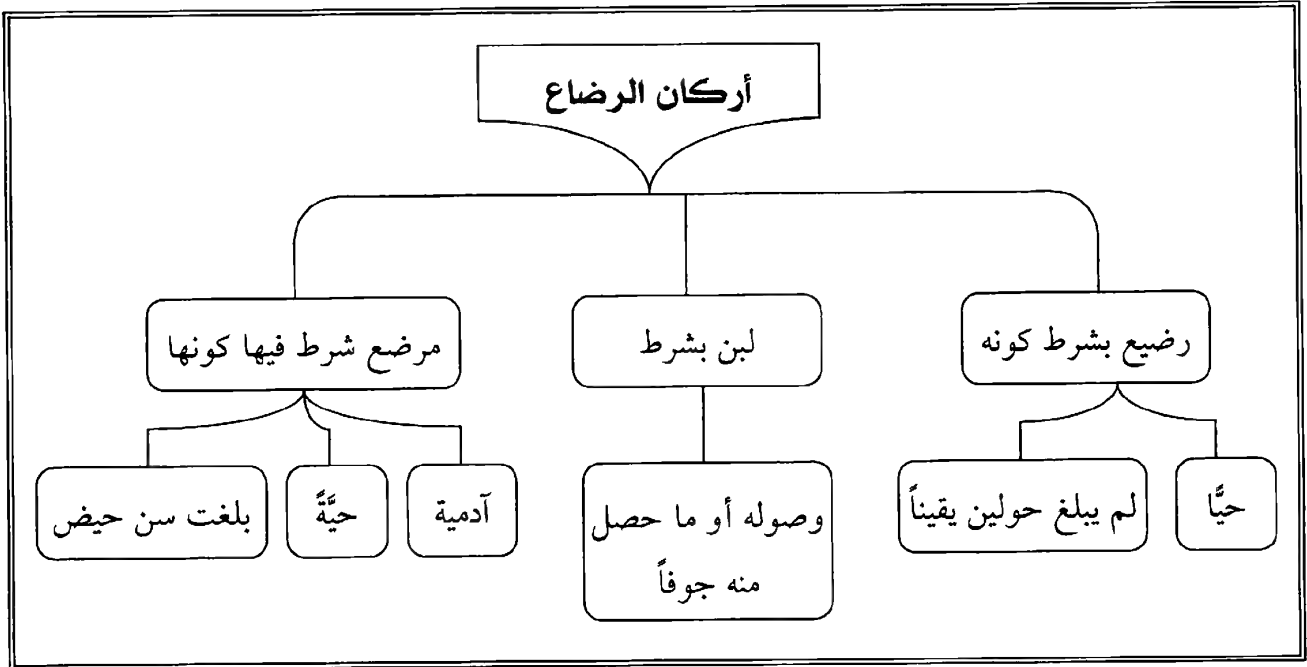 أركان الرضاع
رضيع بشرط كونه
لبن بشرط
مرضع شرط فيها كونها
حيًّا
لم يبلغ حولين يقيناً
وصوله أو ما حصل
منه جوفاً
آدمية
حيَّةً
بلغت سن حيض